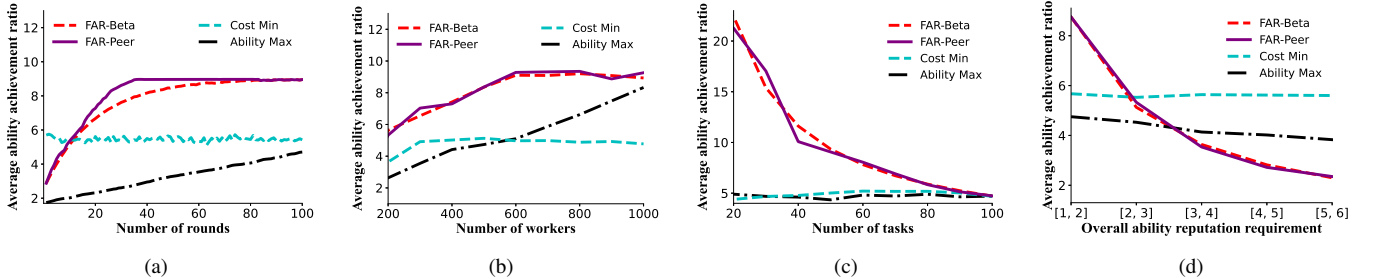 Average ability achievement ratio
12
10
8
6
4
2
FAR-Beta
FAR-Peer
Cost Min
Ability Max
20 40 60 80 100
Number of rounds
(a)
Average ability achievement ratio
12
10
8
6
4
2
FAR-Beta
FAR-Peer
Cost Min
Ability Max
200 400 600 800 1000
Number of workers
(b)
Average ability achievement ratio
20
15
10
5
FAR-Beta
FAR-Peer
Cost Min
Ability Max
20 40 60 80 100
Number of tasks
(c)
Average ability achievement ratio
8
6
4
2
FAR-Beta
FAR-Peer
Cost Min
Ability Max
[1, 2] [2, 3] [3, 4] [4, 5] [5, 6]
Overall ability reputation requirement
(d)